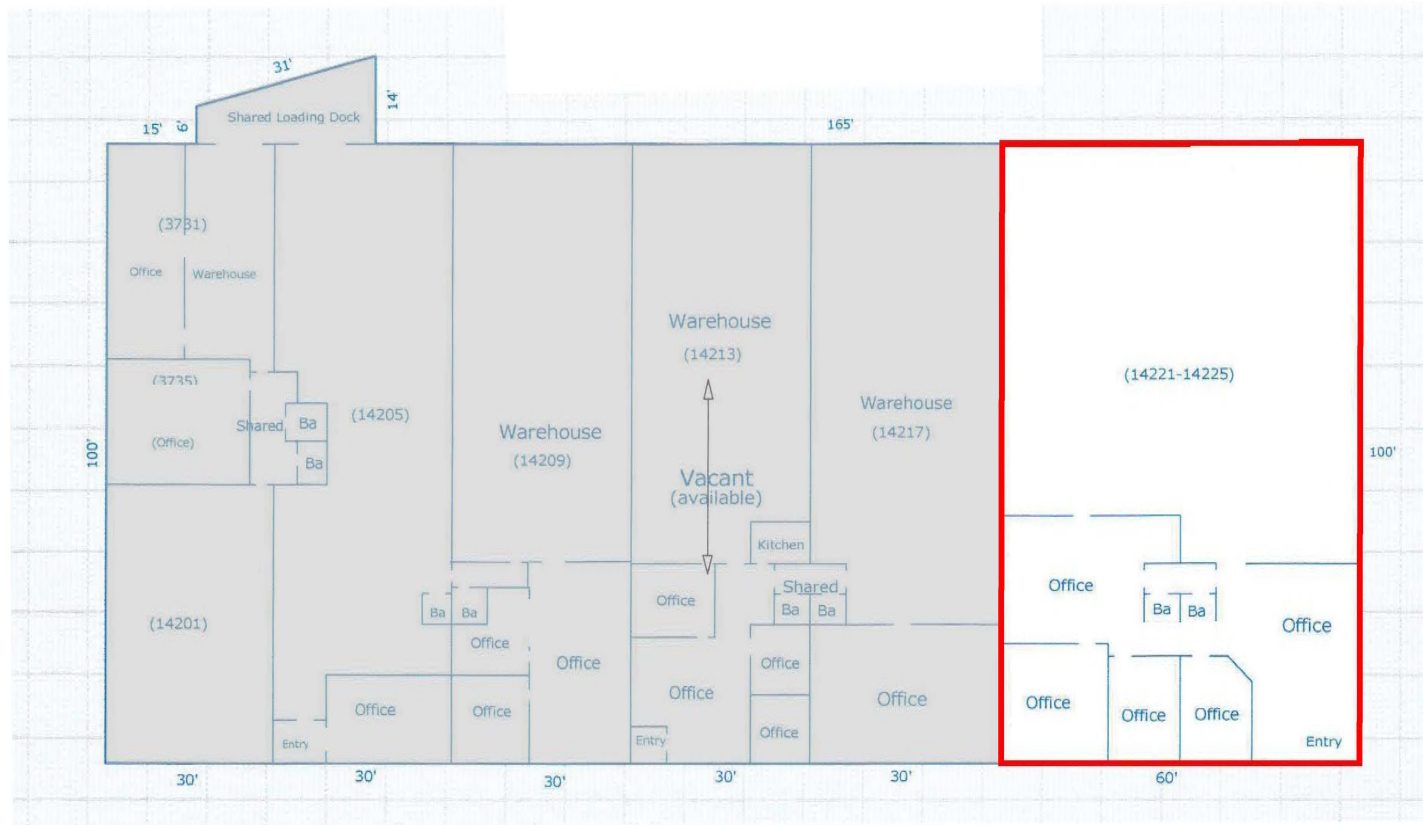 31'
14'
Shared Loading Dock
15'
6'
165'
(3731)
Office
Warehouse
(3735)
(Office)
Shared
Ba
Ba
(14205)
100'
(14201)
Warehouse
(14209)
Warehouse
(14213)
Vacant
(available)
Kitchen
Warehouse
(14217)
(14221-14225)
100'
Ba
Ba
Office
Office
Office
Office
Entry
Office
Office
Entry
Shared
Ba
Ba
Office
Office
Office
Office
Ba
Ba
Office
Office
Office
Office
Entry
30'
30'
30'
30'
30'
60'